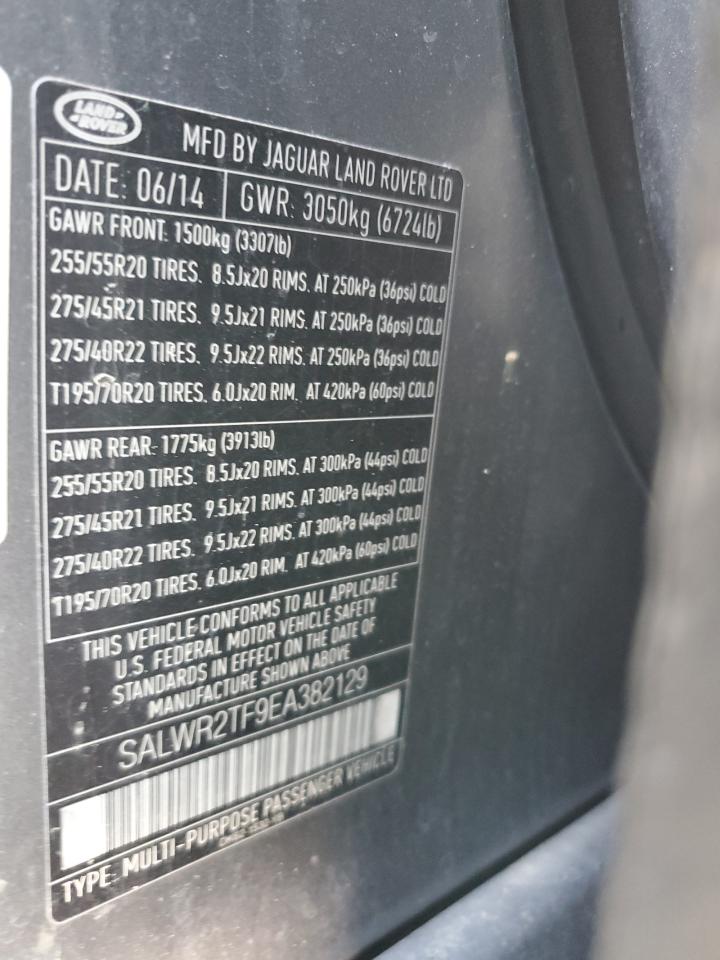 LAND ROVER
MFD BY JAGUAR LAND ROVER LTD
DATE: 06/14 GWR: 3050kg (6724lb)
GAWR FRONT: 1500kg (3307lb)
255/55R20 TIRES. 8.5Jx20 RIMS. AT 250kPa (36psi) COLD
275/45R21 TIRES. 9.5Jx21 RIMS. AT 250kPa (36psi) COLD
275/40R22 TIRES. 9.5Jx22 RIMS. AT 250kPa (36psi) COLD
T195/70R20 TIRES. 6.0Jx20 RIM. AT 420kPa (60psi) COLD
GAWR REAR: 1775kg (3913lb)
255/55R20 TIRES. 8.5Jx20 RIMS. AT 300kPa (44psi) COLD
275/45R21 TIRES. 9.5Jx21 RIMS. AT 300kPa (44psi) COLD
275/40R22 TIRES. 9.5Jx22 RIMS. AT 300kPa (44psi) COLD
T195/70R20 TIRES. 6.0Jx20 RIM. AT 420kPa (60psi) COLD
THIS VEHICLE CONFORMS TO ALL APPLICABLE
U.S. FEDERAL MOTOR VEHICLE SAFETY
STANDARDS IN EFFECT ON THE DATE OF
MANUFACTURE SHOWN ABOVE
SALWR2TF9EA382129
TYPE: MULTI-PURPOSE PASSENGER VEHICLE